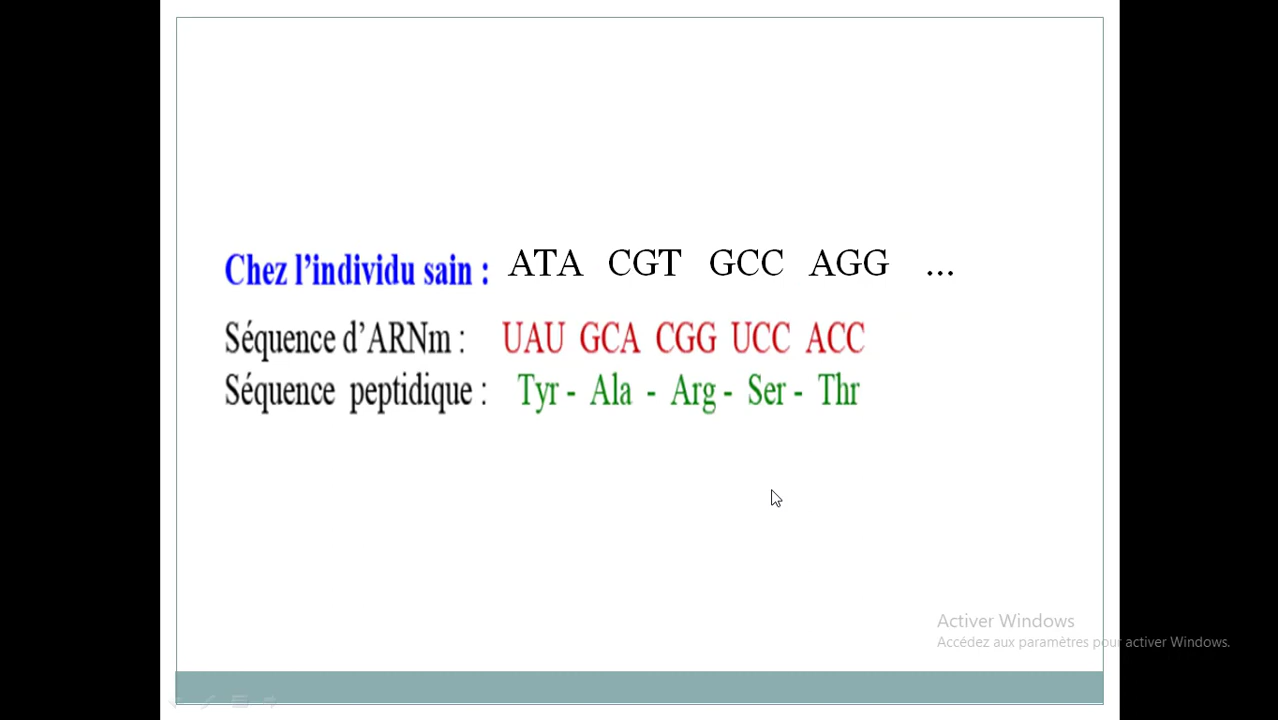 Chez l’individu sain : ATA CGT GCC AGG ...
Séquence d’ARNm : UAU GCA CGG UCC ACC
Séquence peptidique : Tyr - Ala - Arg - Ser - Thr
Activer Windows
Accédez aux paramètres pour activer Windows.